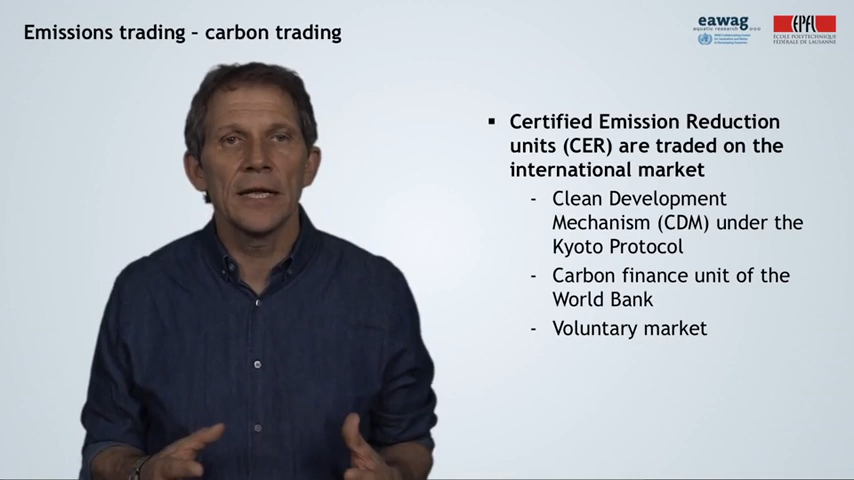 Emissions trading – carbon trading
eawag
aquatic research
EPFL
ECOLE POLYTECHNIQUE
FÉDÉRALE DE LAUSANNE
▪ Certified Emission Reduction
units (CER) are traded on the
international market
- Clean Development
Mechanism (CDM) under the
Kyoto Protocol
- Carbon finance unit of the
World Bank
- Voluntary market